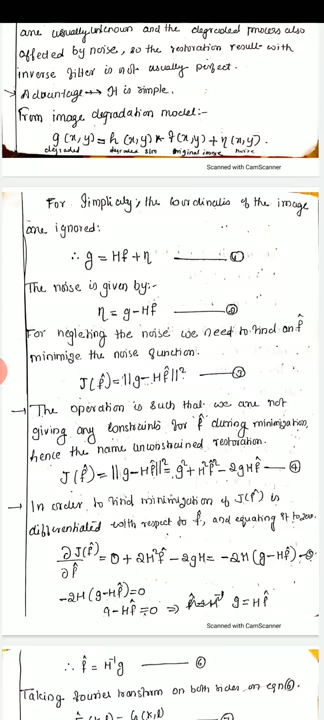 are usually unknown and the degraded process also
affected by noise, so the restoration result with
inverse filter is not usually perfect.
→ Advantage → It is simple.
From image degradation model:-
g(x,y) = h(x,y) * f(x,y) + η(x,y).
degraded degraded sm original image noise
Scanned with CamScanner
For simplicity, the coordinates of the image
are ignored:
∴ g = Hf + η ——— ①
The noise is given by:-
η = g - Hf ——— ②
For neglecting the noise we need to find an f̂
minimize the noise function.
J(f̂) = ||g - Hf̂||² ——— ③
→ The operation is such that we are not
giving any constraints for f̂ during minimization,
hence the name unconstrained restoration.
J(f̂) = ||g - Hf̂||² = g² + H²f̂² - 2gHf̂ — ④
→ In order to find minimization of J(f̂) is
differentiated with respect to f̂, and equating it to zero.
∂J(f̂)/∂f̂ = 0 + 2H²f̂ - 2gH = -2H(g - Hf̂) — ⑤
-2H(g - Hf̂) = 0
g - Hf̂ = 0 ⇒ g = Hf̂
Scanned with CamScanner
∴ f̂ = H⁻¹g ——— ⑥
Taking fourier transform on both sides on eqn ⑥.